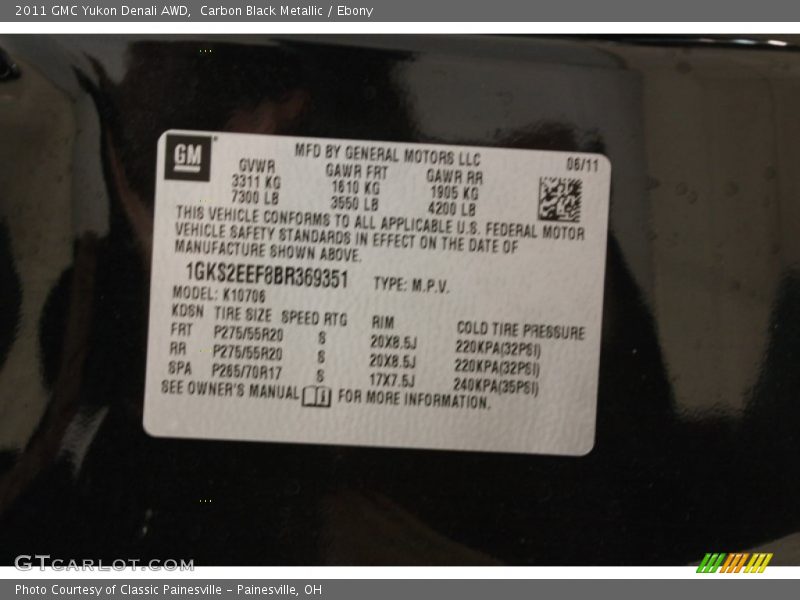 2011 GMC Yukon Denali AWD,  Carbon Black Metallic / Ebony
GM
MFD BY GENERAL MOTORS LLC 06/11
GVWR GAWR FRT GAWR RR
3311 KG 1610 KG 1905 KG
7300 LB 3550 LB 4200 LB
THIS VEHICLE CONFORMS TO ALL APPLICABLE U.S. FEDERAL MOTOR
VEHICLE SAFETY STANDARDS IN EFFECT ON THE DATE OF
MANUFACTURE SHOWN ABOVE.
1GKS2EEF8BR369351 TYPE: M.P.V.
MODEL: K10706
KDSN TIRE SIZE SPEED RTG RIM COLD TIRE PRESSURE
FRT P275/55R20 S 20X8.5J 220KPA(32PSI)
RR P275/55R20 S 20X8.5J 220KPA(32PSI)
SPA P265/70R17 S 17X7.5J 240KPA(35PSI)
SEE OWNER'S MANUAL FOR MORE INFORMATION.
GTCARLOT.COM
Photo Courtesy of Classic Painesville - Painesville, OH